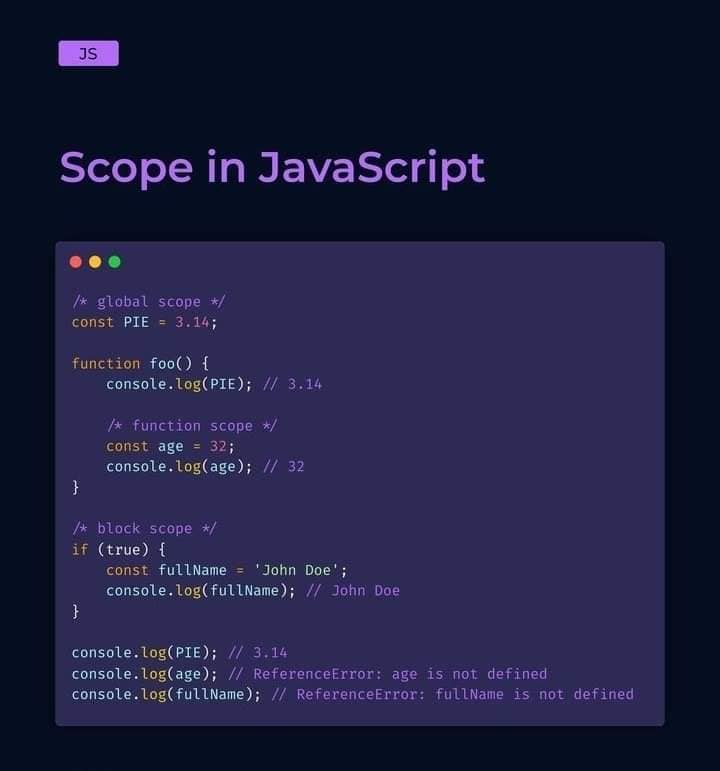 JS
Scope in JavaScript
/* global scope */
const PIE = 3.14;
function foo() {
    console.log(PIE); // 3.14
    /* function scope */
    const age = 32;
    console.log(age); // 32
}
/* block scope */
if (true) {
    const fullName = 'John Doe';
    console.log(fullName); // John Doe
}
console.log(PIE); // 3.14
console.log(age); // ReferenceError: age is not defined
console.log(fullName); // ReferenceError: fullName is not defined